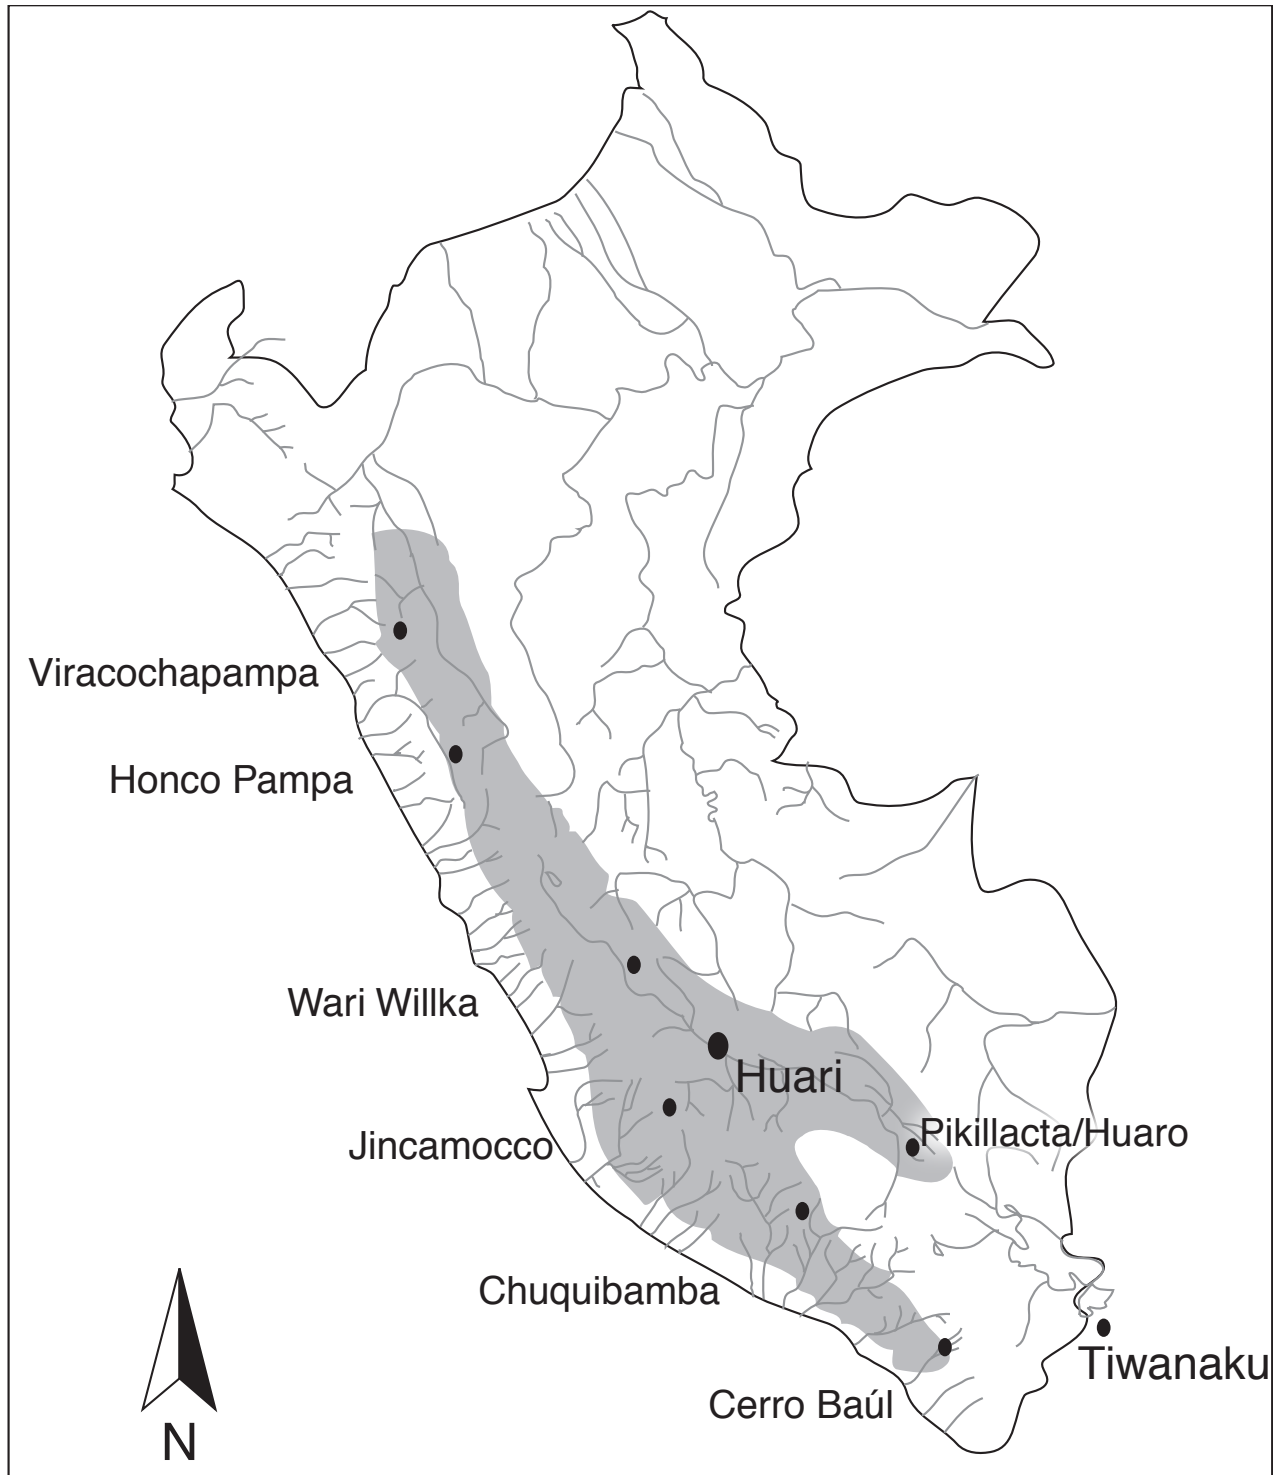 Viracochapampa
Honco Pampa
Wari Willka
Huari
Pikillacta/Huaro
Jincamocco
Chuquibamba
Tiwanaku
Cerro Baúl
N